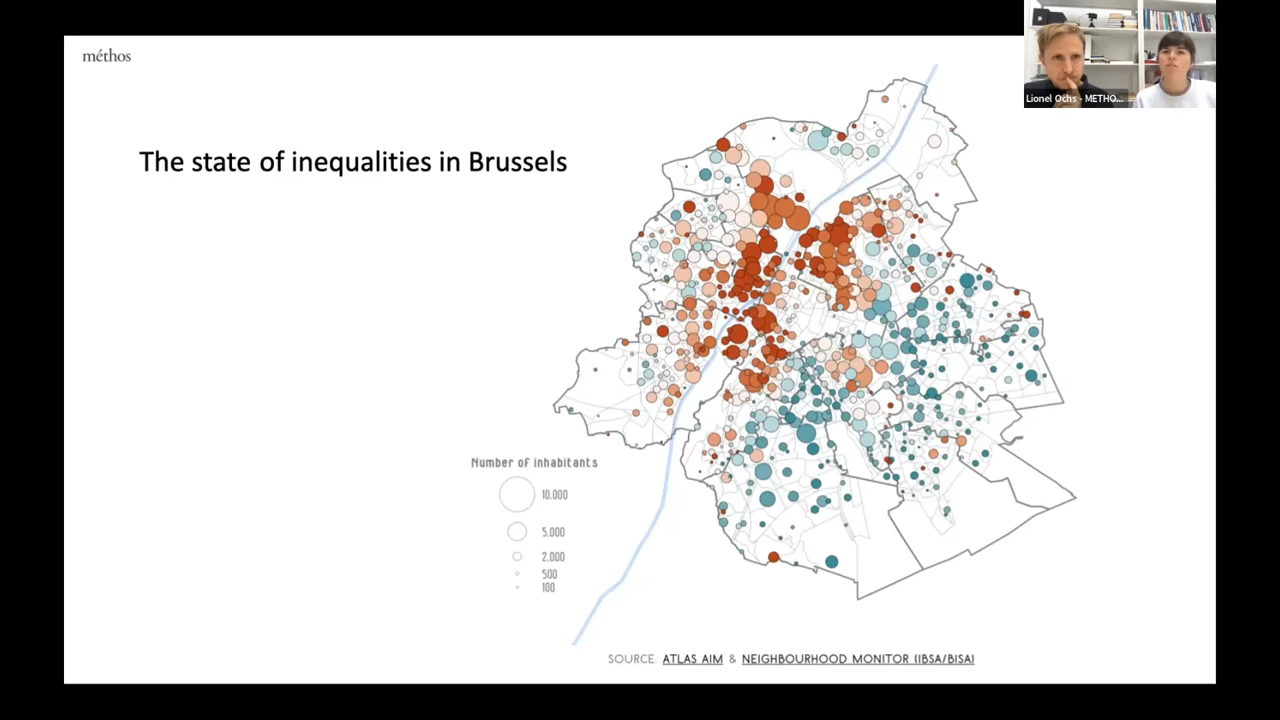 méthos
Lionel Ochs - METHO...
The state of inequalities in Brussels
Number of inhabitants
10.000
5.000
2,000
500
100
SOURCE: ATLAS AIM & NEIGHBOURHOOD MONITOR (IBSA/BISA)